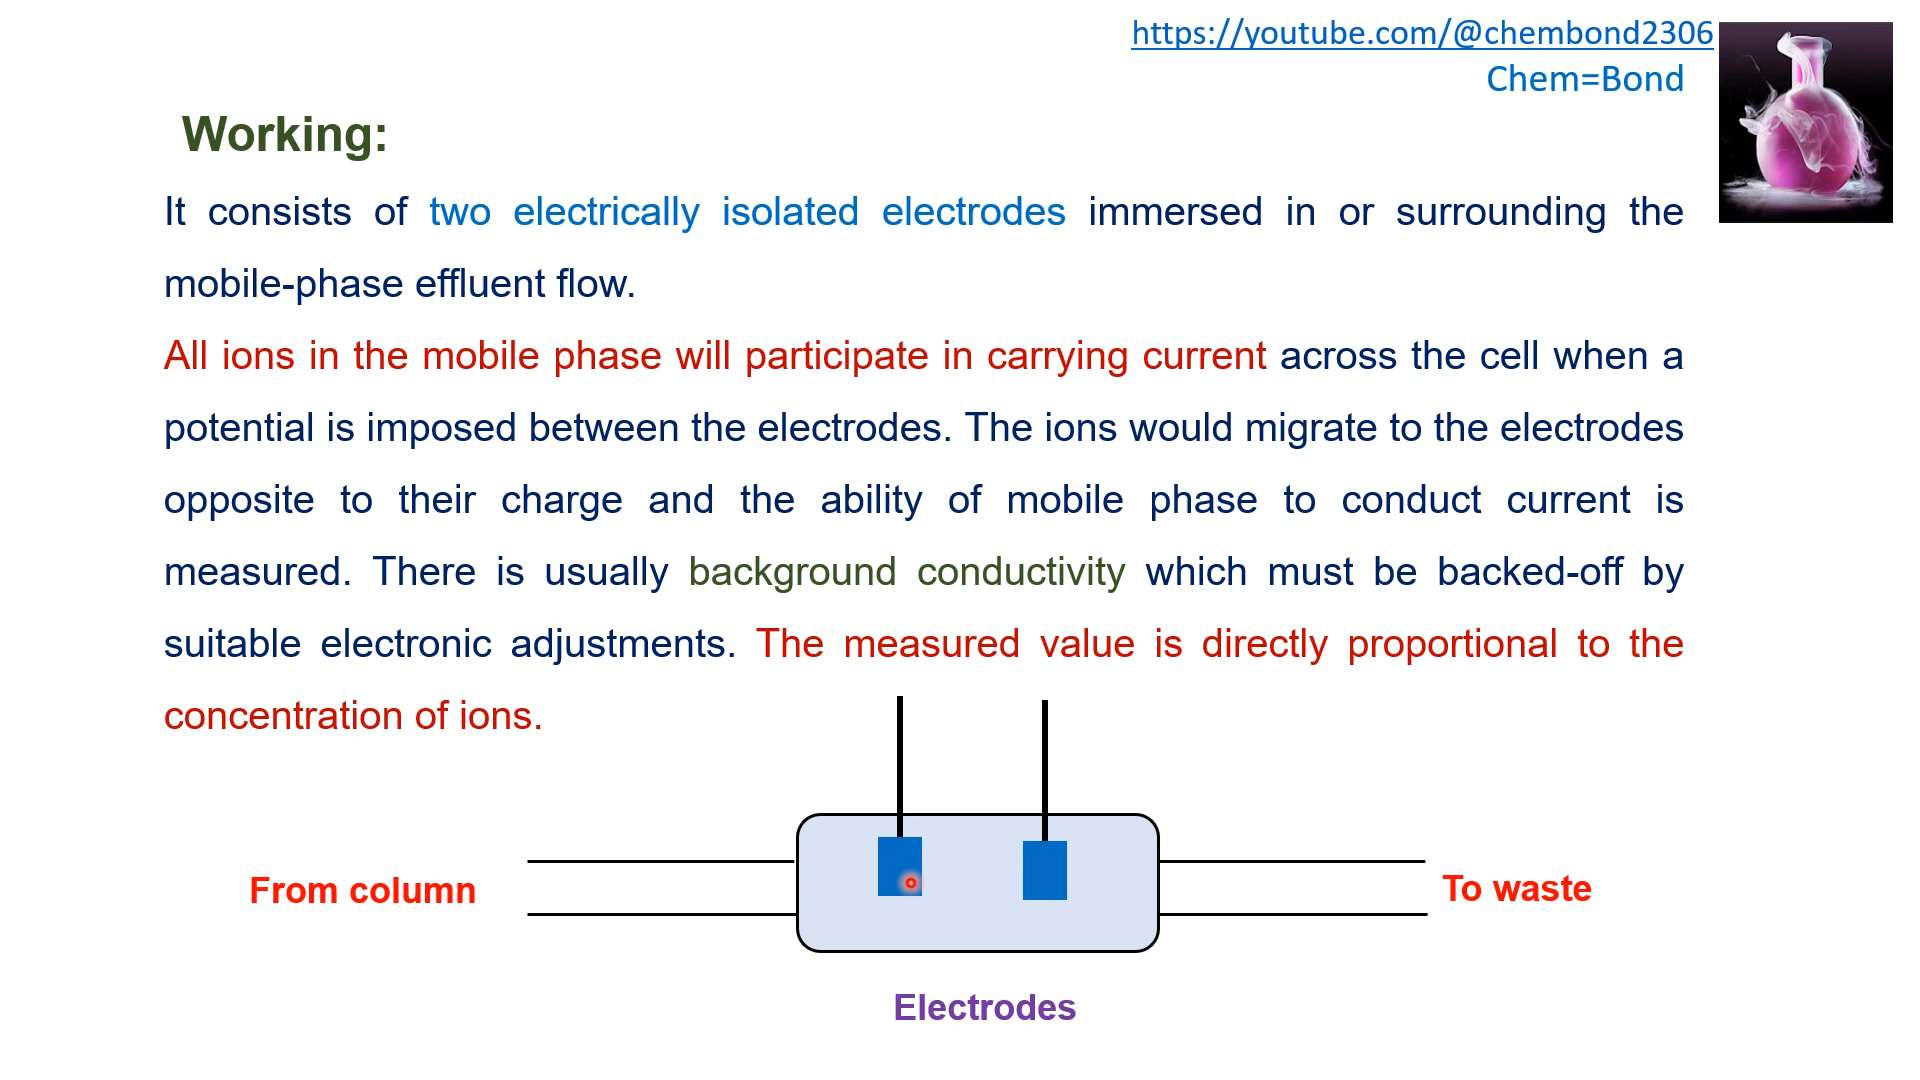 https://youtube.com/@chembond2306
Chem=Bond
Working:
It consists of two electrically isolated electrodes immersed in or surrounding the
mobile-phase effluent flow.
All ions in the mobile phase will participate in carrying current across the cell when a
potential is imposed between the electrodes. The ions would migrate to the electrodes
opposite to their charge and the ability of mobile phase to conduct current is
measured. There is usually background conductivity which must be backed-off by
suitable electronic adjustments. The measured value is directly proportional to the
concentration of ions.
From column
To waste
Electrodes